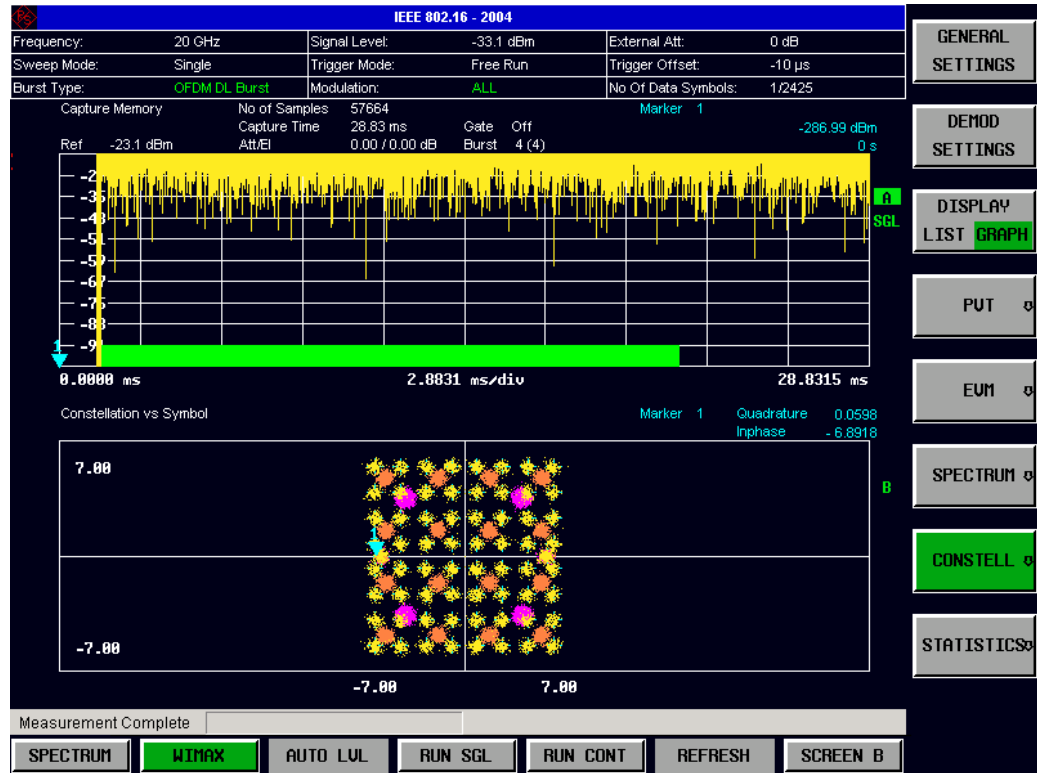 IEEE 802.16 - 2004
Frequency: 20 GHz Signal Level: -33.1 dBm External Att: 0 dB
Sweep Mode: Single Trigger Mode: Free Run Trigger Offset: -10 µs
Burst Type: OFDM DL Burst Modulation: ALL No Of Data Symbols: 1/2425
Capture Memory No of Samples 57664 Marker 1
Capture Time 28.83 ms Gate Off -286.99 dBm
Ref -23.1 dBm Att/El 0.00 / 0.00 dB Burst 4 (4) 0 s
A
SGL
1
0.0000 ms 2.8831 ms/div 28.8315 ms
Constellation vs Symbol Marker 1 Quadrature 0.0598
Inphase - 6.8918
7.00
B
1
-7.00
-7.00 7.00
Measurement Complete
SPECTRUM WIMAX AUTO LVL RUN SGL RUN CONT REFRESH SCREEN B
GENERAL
SETTINGS
DEMOD
SETTINGS
DISPLAY
LIST GRAPH
PVT
EVM
SPECTRUM
CONSTELL
STATISTICS